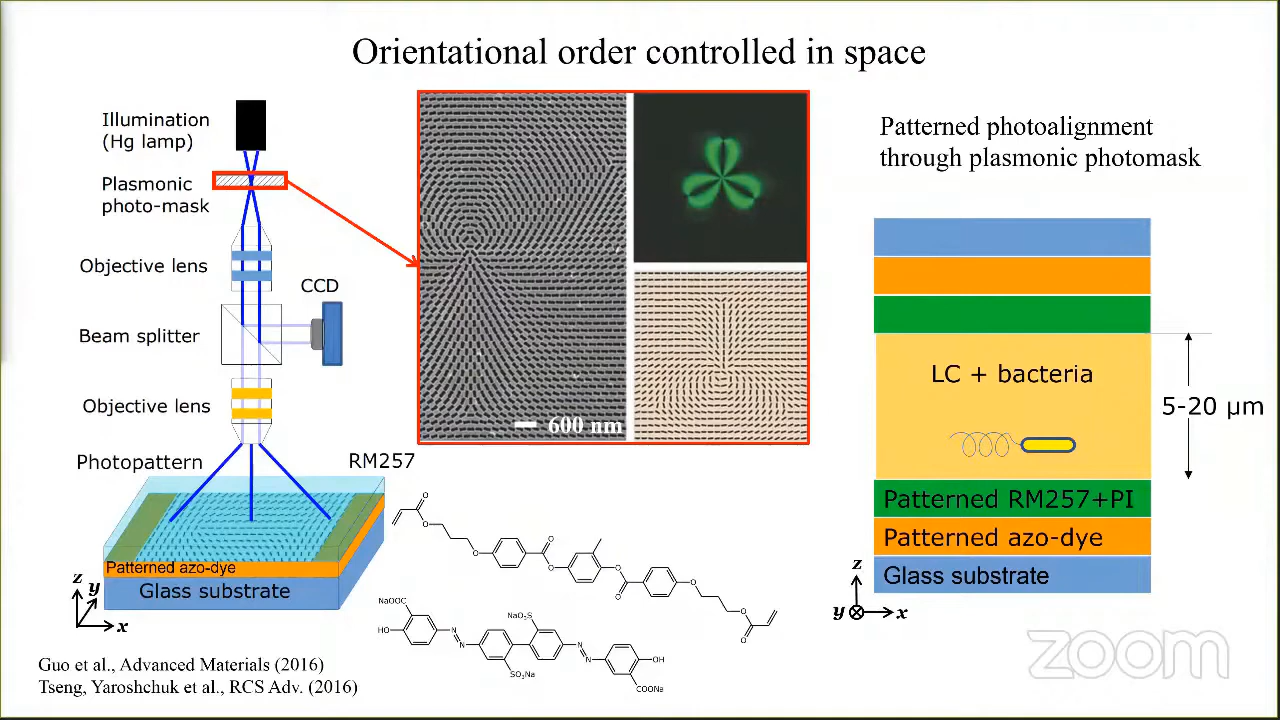 Orientational order controlled in space
Illumination
(Hg lamp)
Plasmonic
photo-mask
Objective lens
CCD
Beam splitter
Objective lens
Photopattern
RM257
Patterned azo-dye
Glass substrate
z
y
x
600 nm
O
O
O
O
O
O
O
O
O
O
NaOOC
HO
N
N
NaO₃S
SO₃Na
N
N
OH
COONa
Patterned photoalignment
through plasmonic photomask
LC + bacteria
5-20 µm
Patterned RM257+PI
Patterned azo-dye
Glass substrate
z
y
x
Guo et al., Advanced Materials (2016)
Tseng, Yaroshchuk et al., RCS Adv. (2016)
zoom